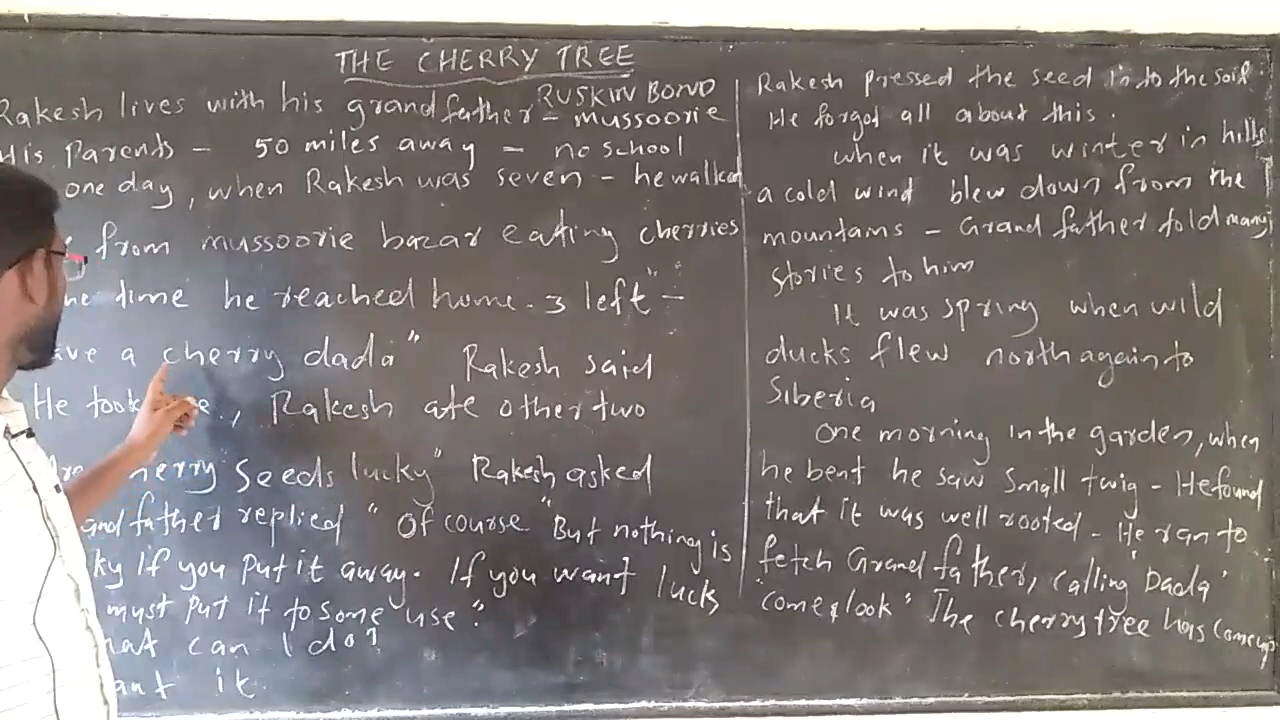 THE CHERRY TREE
RUSKIN BOND
Rakesh lives with his grandfather - mussoorie
His Parents - 50 miles away - no school
one day, when Rakesh was seven - he walked
from mussoorie bazar eating cherries
time he reached home. 3 left -
a cherry dada" Rakesh said
He took , Rakesh ate other two
seeds lucky" Rakesh asked
father replied "of course" But nothing is
If you put it away. If you want luck
must put it to some use."
can I do?
it.
Rakesh pressed the seed in to the soil.
He forgot all about this.
when it was winter in hills
a cold wind blew down from the
mountains - Grand father told many
stories to him
It was spring when wild
ducks flew north again to
Siberia
One morning in the garden, when
he bent he saw small twig - He found
that it was well rooted - He ran to
fetch Grand father, calling "Dada'
"come & look" The cherry tree has come up